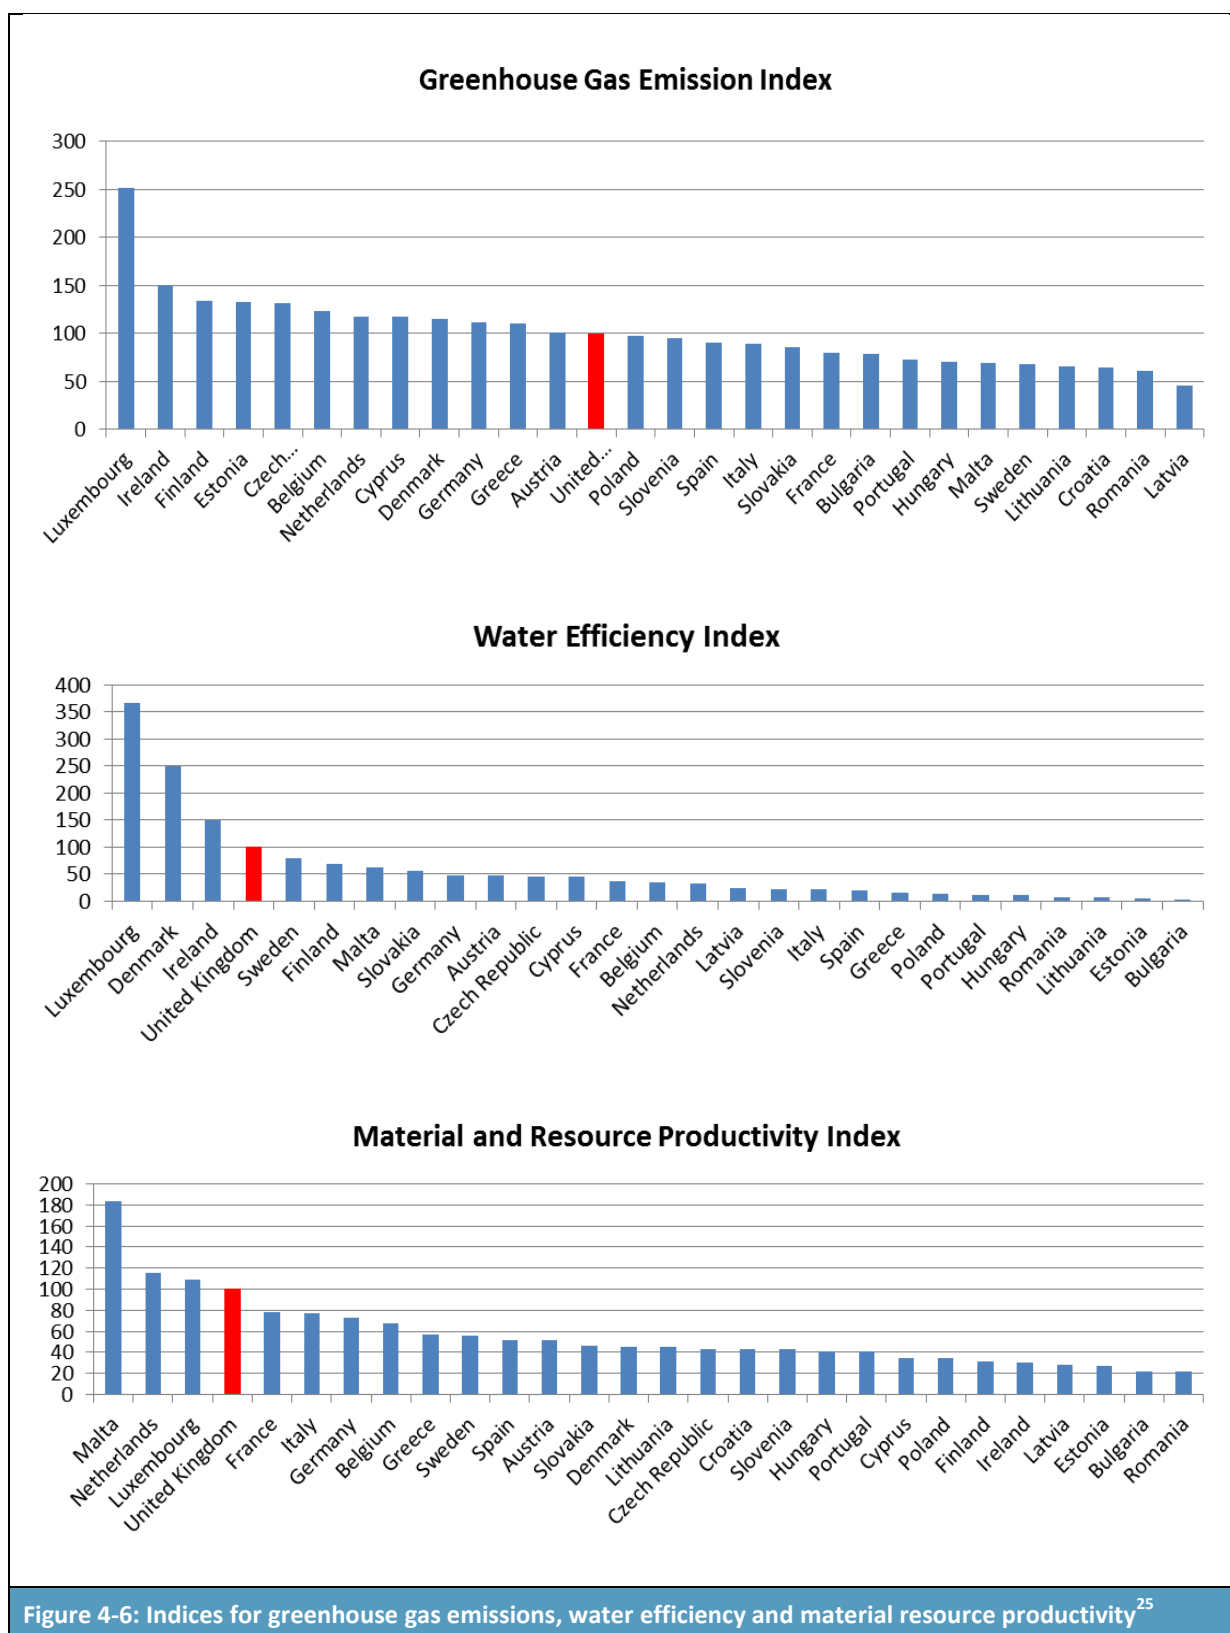 Greenhouse Gas Emission Index
300
250
200
150
100
50
0
Luxembourg
Ireland
Finland
Estonia
Czech...
Belgium
Netherlands
Cyprus
Denmark
Germany
Greece
Austria
United...
Poland
Slovenia
Spain
Italy
Slovakia
France
Bulgaria
Portugal
Hungary
Malta
Sweden
Lithuania
Croatia
Romania
Latvia
Water Efficiency Index
400
350
300
250
200
150
100
50
0
Luxembourg
Denmark
Ireland
United Kingdom
Sweden
Finland
Malta
Slovakia
Germany
Austria
Czech Republic
Cyprus
France
Belgium
Netherlands
Latvia
Slovenia
Italy
Spain
Greece
Poland
Portugal
Hungary
Romania
Lithuania
Estonia
Bulgaria
Material and Resource Productivity Index
200
180
160
140
120
100
80
60
40
20
0
Malta
Netherlands
Luxembourg
United Kingdom
France
Italy
Germany
Belgium
Greece
Sweden
Spain
Austria
Slovakia
Denmark
Lithuania
Czech Republic
Croatia
Slovenia
Hungary
Portugal
Cyprus
Poland
Finland
Ireland
Latvia
Estonia
Bulgaria
Romania
Figure 4-6: Indices for greenhouse gas emissions, water efficiency and material resource productivity25